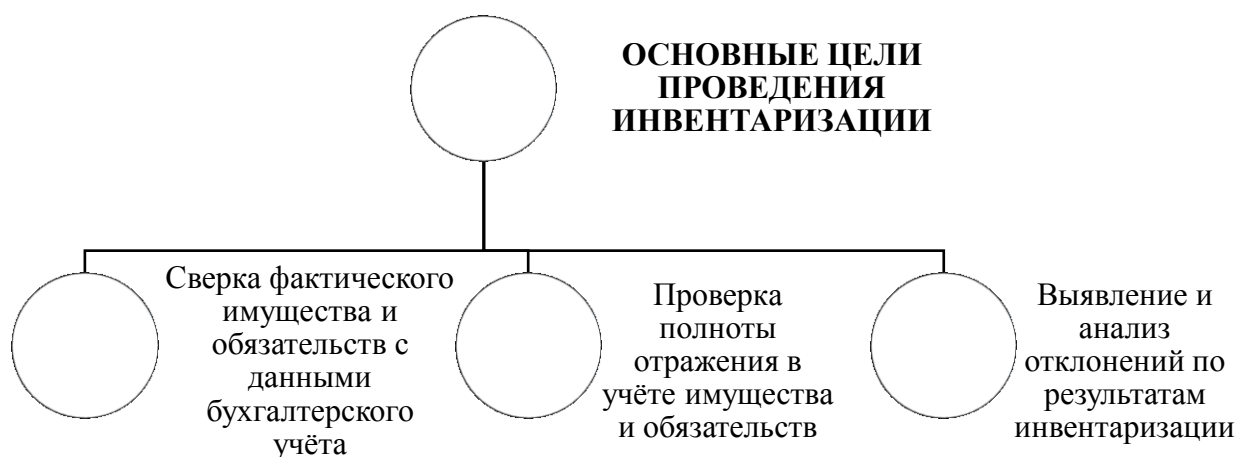 ОСНОВНЫЕ ЦЕЛИ
ПРОВЕДЕНИЯ
ИНВЕНТАРИЗАЦИИ
Сверка фактического
имущества и
обязательств с
данными
бухгалтерского
учёта
Проверка
полноты
отражения в
учёте имущества
и обязательств
Выявление и
анализ
отклонений по
результатам
инвентаризации